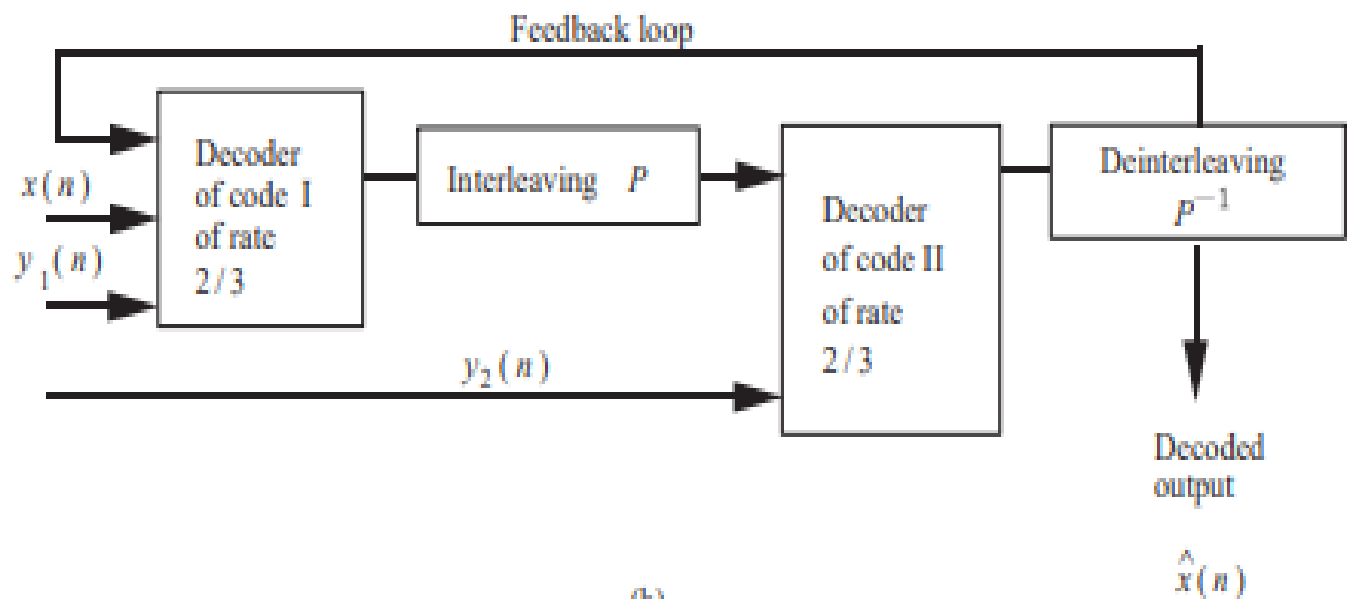 Feedback loop
Decoder
of code 1
of rate
2/3
x(n)
y₁(n)
Interleaving P
Decoder
of code II
of rate
2/3
y₂(n)
Deinterleaving
P⁻¹
Decoded
output
x̂(n)
(b)